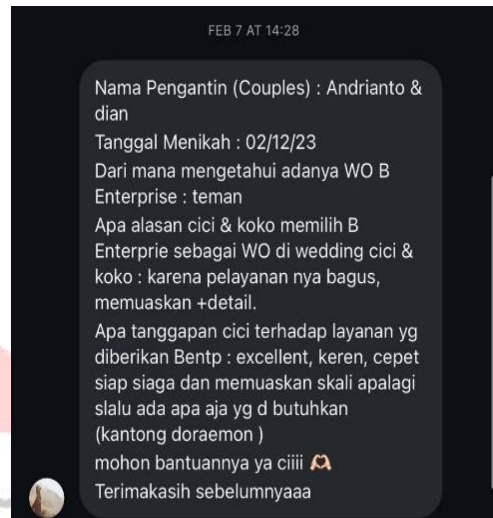 FEB 7 AT 14:28
Nama Pengantin (Couples) : Andrianto &
dian
Tanggal Menikah : 02/12/23
Dari mana mengetahui adanya WO B
Enterprise : teman
Apa alasan cici & koko memilih B
Enterprie sebagai WO di wedding cici &
koko : karena pelayanan nya bagus,
memuaskan +detail.
Apa tanggapan cici terhadap layanan yg
diberikan Bentp : excellent, keren, cepet
siap siaga dan memuaskan skali apalagi
slalu ada apa aja yg d butuhkan
(kantong doraemon )
mohon bantuannya ya ciiii 🫶🏻
Terimakasih sebelumnyaaa